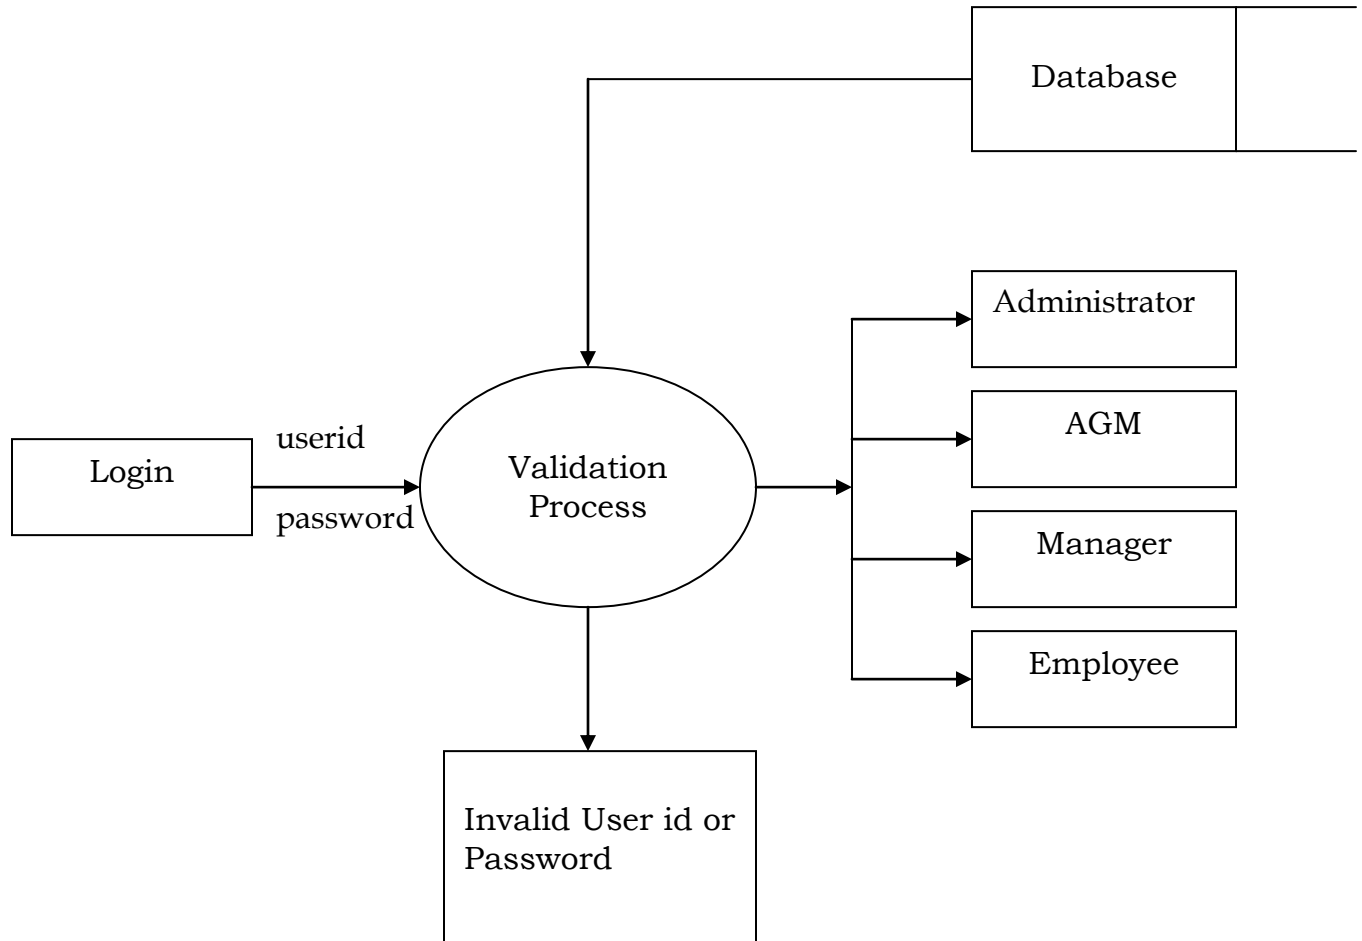 Database
Administrator
AGM
userid
Login
Validation
Process
password
Manager
Employee
Invalid User id or
Password